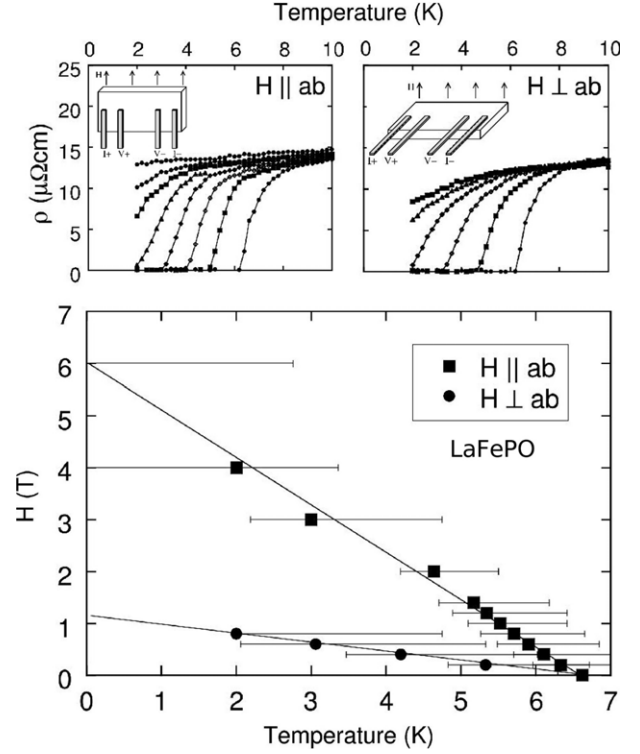 Temperature (K) Temperature (K)
0 2 4 6 8 10 0 2 4 6 8 10
25
20
15
10
5
0
ρ (μΩcm)
H
H || ab
I+ V+ V− I−
H
H ⊥ ab
I+ V+ V− I−
7
6
5
4
3
2
1
0
H (T)
H || ab
H ⊥ ab
LaFePO
0 1 2 3 4 5 6 7
Temperature (K)